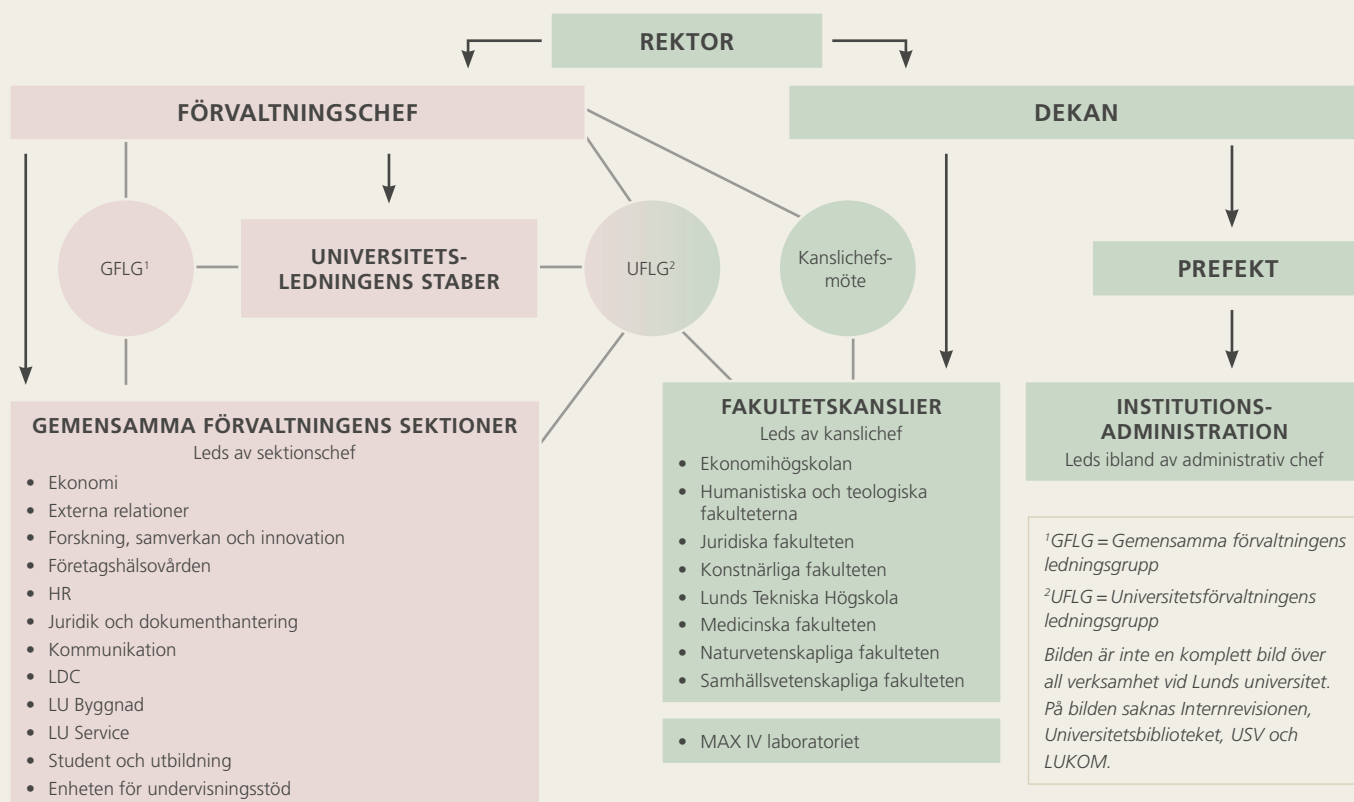 REKTOR
FÖRVALTNINGSCHEF
DEKAN
GFLG¹
UNIVERSITETS-
LEDNINGENS STABER
UFLG²
Kanslichefs-
möte
PREFEKT
GEMENSAMMA FÖRVALTNINGENS SEKTIONER
Leds av sektionschef
• Ekonomi
• Externa relationer
• Forskning, samverkan och innovation
• Företagshälsovården
• HR
• Juridik och dokumenthantering
• Kommunikation
• LDC
• LU Byggnad
• LU Service
• Student och utbildning
• Enheten för undervisningsstöd
FAKULTETSKANSLIER
Leds av kanslichef
• Ekonomihögskolan
• Humanistiska och teologiska
fakulteterna
• Juridiska fakulteten
• Konstnärliga fakulteten
• Lunds Tekniska Högskola
• Medicinska fakulteten
• Naturvetenskapliga fakulteten
• Samhällsvetenskapliga fakulteten
• MAX IV laboratoriet
INSTITUTIONS-
ADMINISTRATION
Leds ibland av administrativ chef
¹GFLG = Gemensamma förvaltningens
ledningsgrupp
²UFLG = Universitetsförvaltningens
ledningsgrupp
Bilden är inte en komplett bild över
all verksamhet vid Lunds universitet.
På bilden saknas Internrevisionen,
Universitetsbiblioteket, USV och
LUKOM.